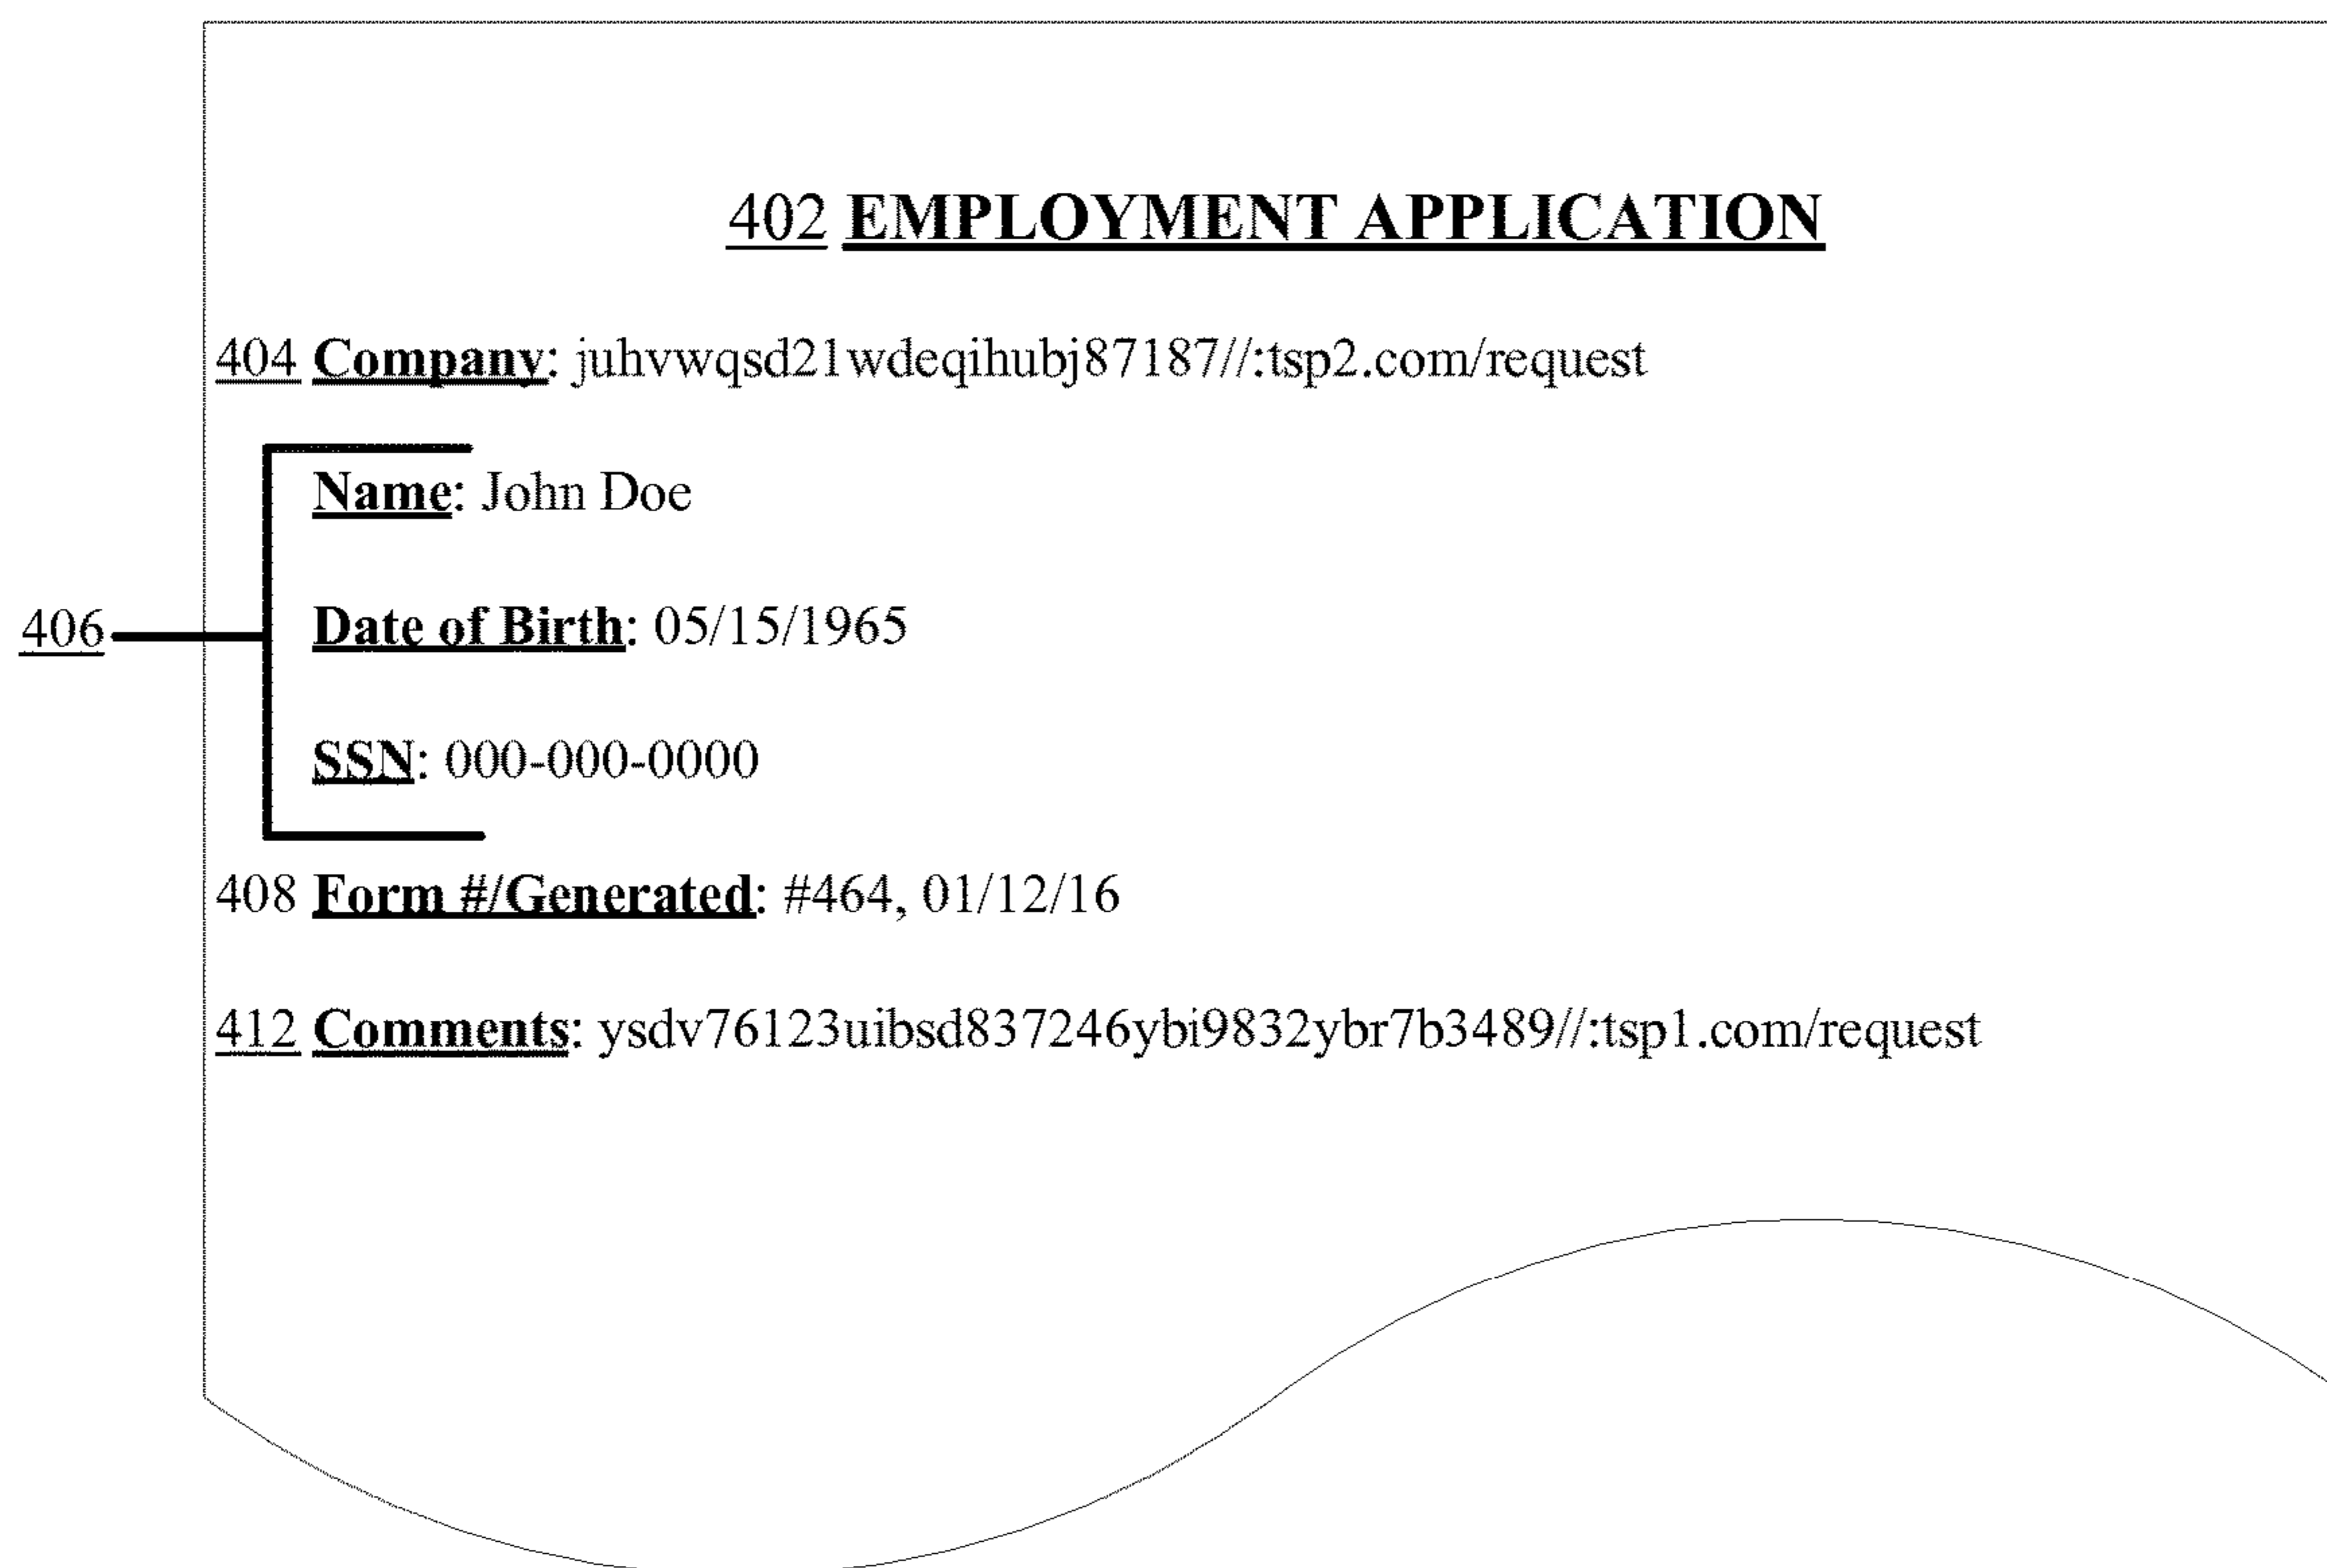 402 EMPLOYMENT APPLICATION
404 Company: juhvwqsd21wdeqihubj87187//:tsp2.com/request
Name: John Doe
406
Date of Birth: 05/15/1965
SSN: 000-000-0000
408 Form #/Generated: #464, 01/12/16
412 Comments: ysdv76123uibsd837246ybi9832ybr7b3489//:tsp1.com/request